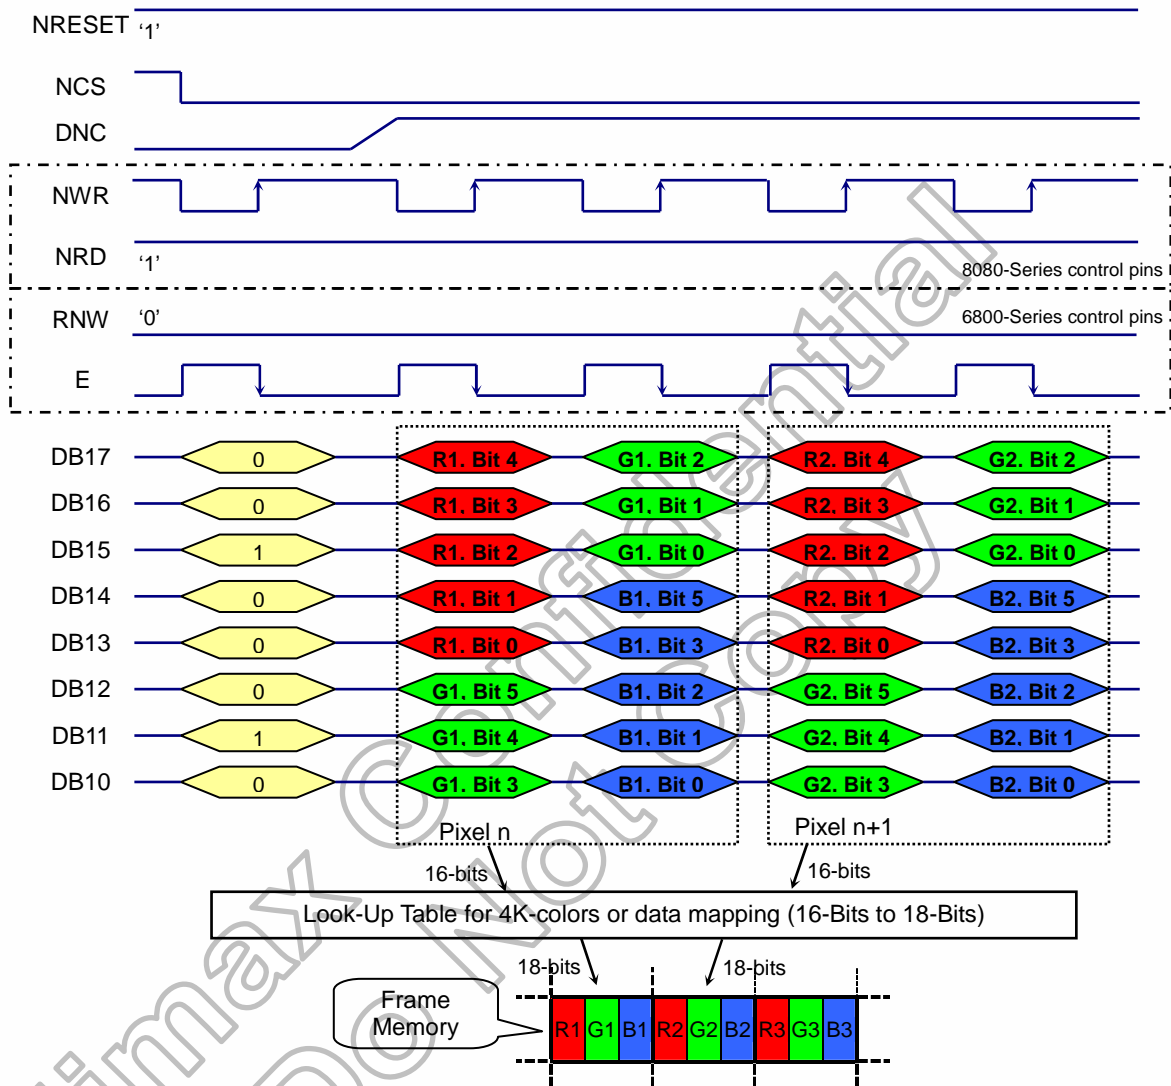 NRESET '1'
NCS
DNC
NWR
NRD '1'
8080-Series control pins
RNW '0'
6800-Series control pins
E
DB17 0 R1. Bit 4 G1. Bit 2 R2. Bit 4 G2. Bit 2
DB16 0 R1. Bit 3 G1. Bit 1 R2. Bit 3 G2. Bit 1
DB15 1 R1. Bit 2 G1. Bit 0 R2. Bit 2 G2. Bit 0
DB14 0 R1. Bit 1 B1. Bit 5 R2. Bit 1 B2. Bit 5
DB13 0 R1. Bit 0 B1. Bit 3 R2. Bit 0 B2. Bit 3
DB12 0 G1. Bit 5 B1. Bit 2 G2. Bit 5 B2. Bit 2
DB11 1 G1. Bit 4 B1. Bit 1 G2. Bit 4 B2. Bit 1
DB10 0 G1. Bit 3 B1. Bit 0 G2. Bit 3 B2. Bit 0
Pixel n Pixel n+1
16-bits 16-bits
Look-Up Table for 4K-colors or data mapping (16-Bits to 18-Bits)
18-bits 18-bits
Frame
Memory
R1 G1 B1 R2 G2 B2 R3 G3 B3
imax Confidential
Do Not Copy